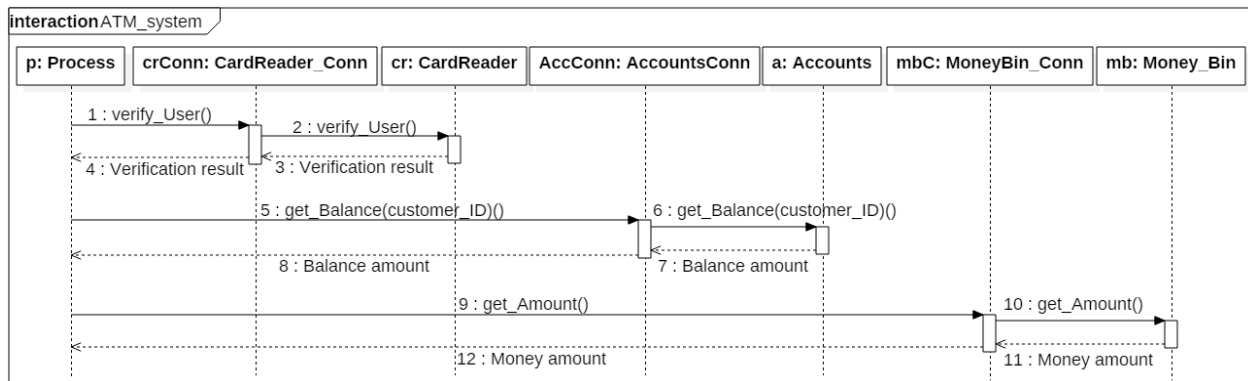 interaction ATM_system
p: Process
crConn: CardReader_Conn
cr: CardReader
AccConn: AccountsConn
a: Accounts
mbC: MoneyBin_Conn
mb: Money_Bin
1 : verify_User()
2 : verify_User()
3 : Verification result
4 : Verification result
5 : get_Balance(customer_ID)()
6 : get_Balance(customer_ID)()
7 : Balance amount
8 : Balance amount
9 : get_Amount()
10 : get_Amount()
11 : Money amount
12 : Money amount